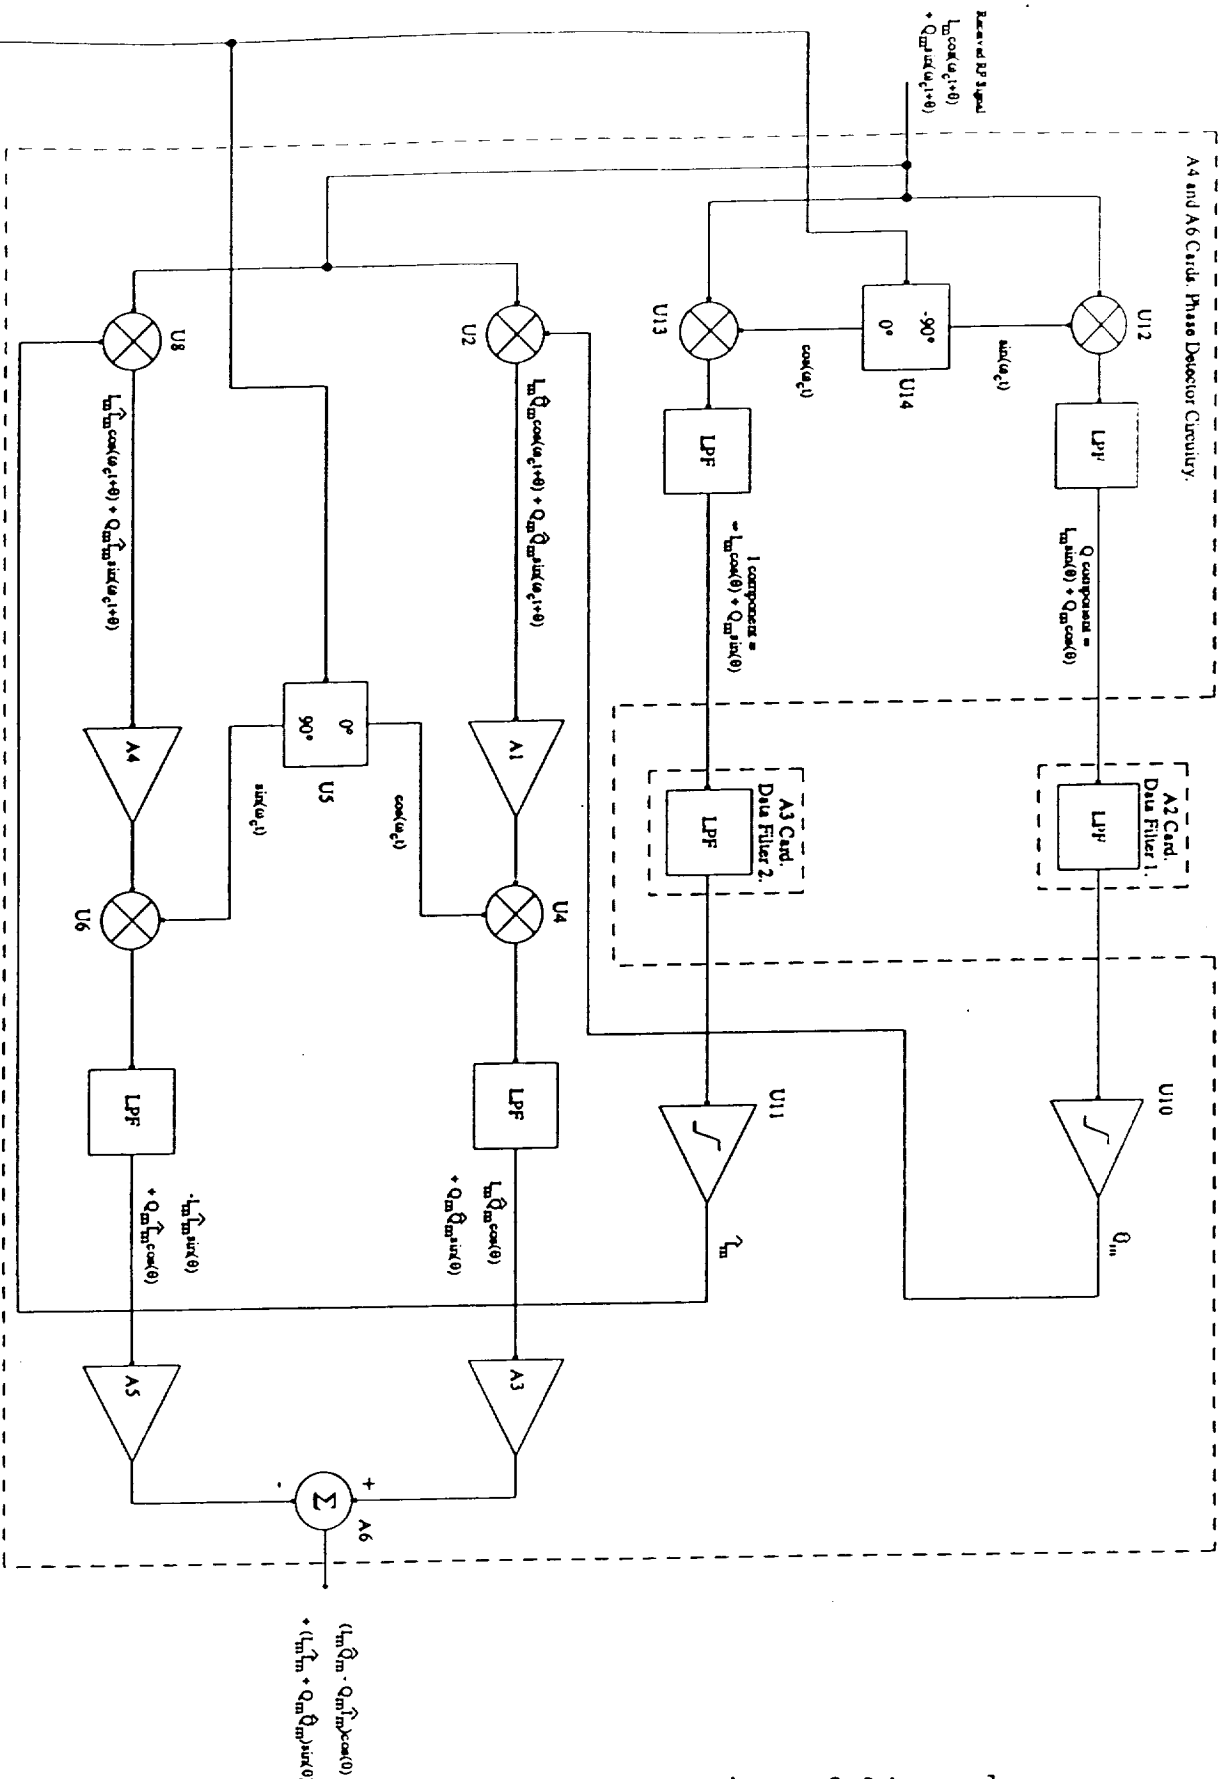 A4 and A6 Cards. Phase Detector Circuitry.
Received RF Signal
I_m cos(ω_c t+θ)
+ Q_m sin(ω_c t+θ)
U12
LPF
Q component =
I_m sin(θ) + Q_m cos(θ)
A2 Card.
Data Filter 1.
LPF
U10
Q̂_m
sin(ω_c t)
-90°
0°
U14
cos(ω_c t)
U13
LPF
I component =
- I_m cos(θ) + Q_m sin(θ)
A3 Card.
Data Filter 2.
LPF
U11
Î_m
U2
I_m Q̂_m cos(ω_c t+θ) + Q_m Q̂_m sin(ω_c t+θ)
A1
U4
LPF
I_m Q̂_m cos(θ)
+ Q_m Q̂_m sin(θ)
A3
cos(ω_c t)
0°
90°
U5
sin(ω_c t)
+
-
Σ
A6
(I_m Q̂_m - Q_m Î_m)cos(θ)
+ (I_m Î_m + Q_m Q̂_m)sin(θ)
U8
I_m Î_m cos(ω_c t+θ) + Q_m Î_m sin(ω_c t+θ)
A4
U6
LPF
-I_m Î_m sin(θ)
+ Q_m Î_m cos(θ)
A5